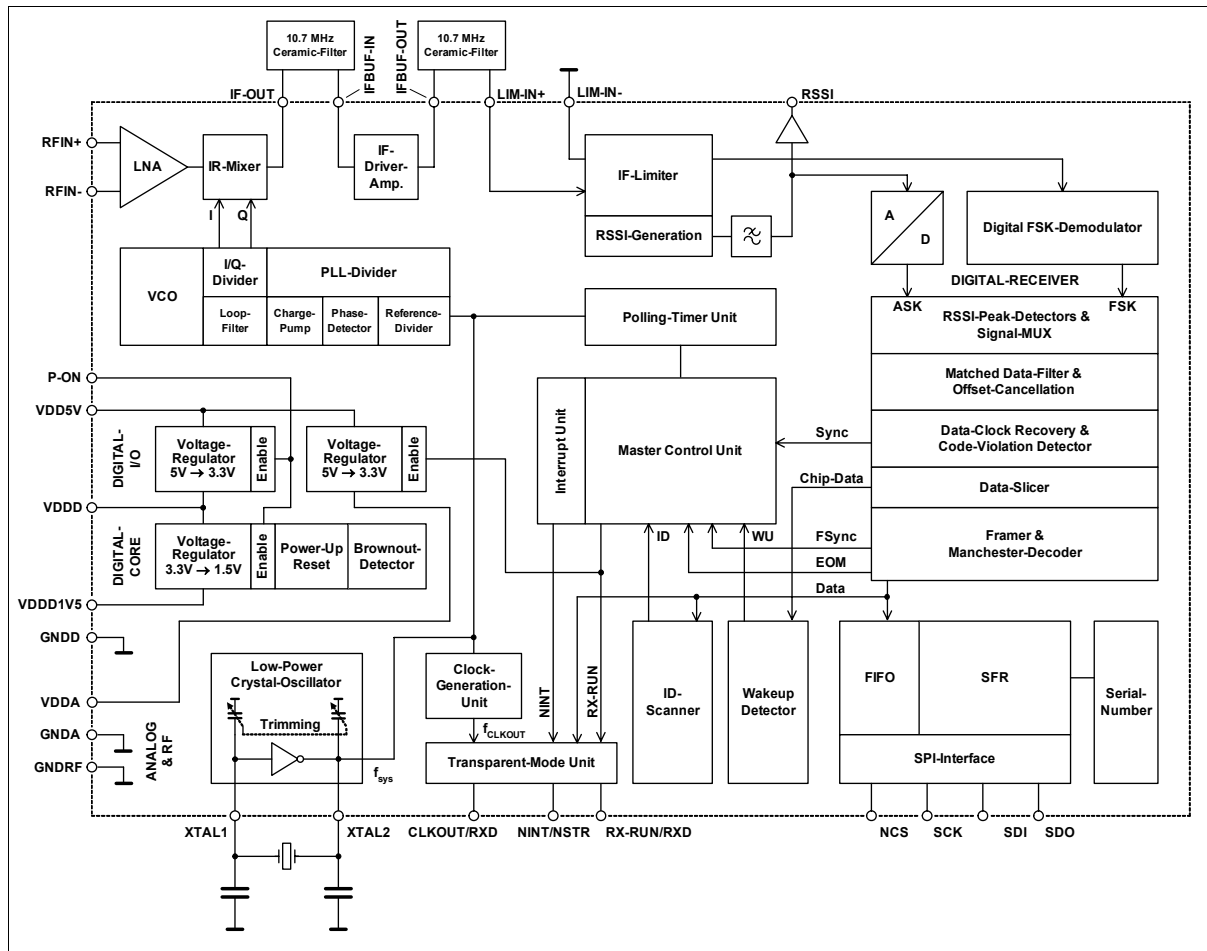 10.7 MHz
Ceramic-Filter
IFBUF-IN
IFBUF-OUT
10.7 MHz
Ceramic-Filter
IF-OUT
LIM-IN+
LIM-IN-
RSSI
RFIN+
RFIN-
LNA
IR-Mixer
IF-
Driver-
Amp.
IF-Limiter
RSSI-Generation
A
D
Digital FSK-Demodulator
I
Q
DIGITAL-RECEIVER
VCO
I/Q-
Divider
PLL-Divider
Loop-
Filter
Charge-
Pump
Phase-
Detector
Reference-
Divider
Polling-Timer Unit
ASK
FSK
RSSI-Peak-Detectors &
Signal-MUX
Matched Data-Filter &
Offset-Cancellation
Data-Clock Recovery &
Code-Violation Detector
Data-Slicer
Framer &
Manchester-Decoder
P-ON
VDD5V
DIGITAL-
I/O
Voltage-
Regulator
5V → 3.3V
Enable
Voltage-
Regulator
5V → 3.3V
Enable
Interrupt Unit
Master Control Unit
Sync
Chip-Data
FSync
EOM
Data
ID
WU
VDDD
DIGITAL-
CORE
Voltage-
Regulator
3.3V → 1.5V
Enable
Power-Up
Reset
Brownout-
Detector
VDDD1V5
GNDD
VDDA
GNDA
GNDRF
ANALOG
& RF
Low-Power
Crystal-Oscillator
Trimming
fsys
Clock-
Generation-
Unit
fCLKOUT
NINT
RX-RUN
Transparent-Mode Unit
ID-
Scanner
Wakeup
Detector
FIFO
SFR
SPI-Interface
Serial-
Number
XTAL1
XTAL2
CLKOUT/RXD
NINT/NSTR
RX-RUN/RXD
NCS
SCK
SDI
SDO